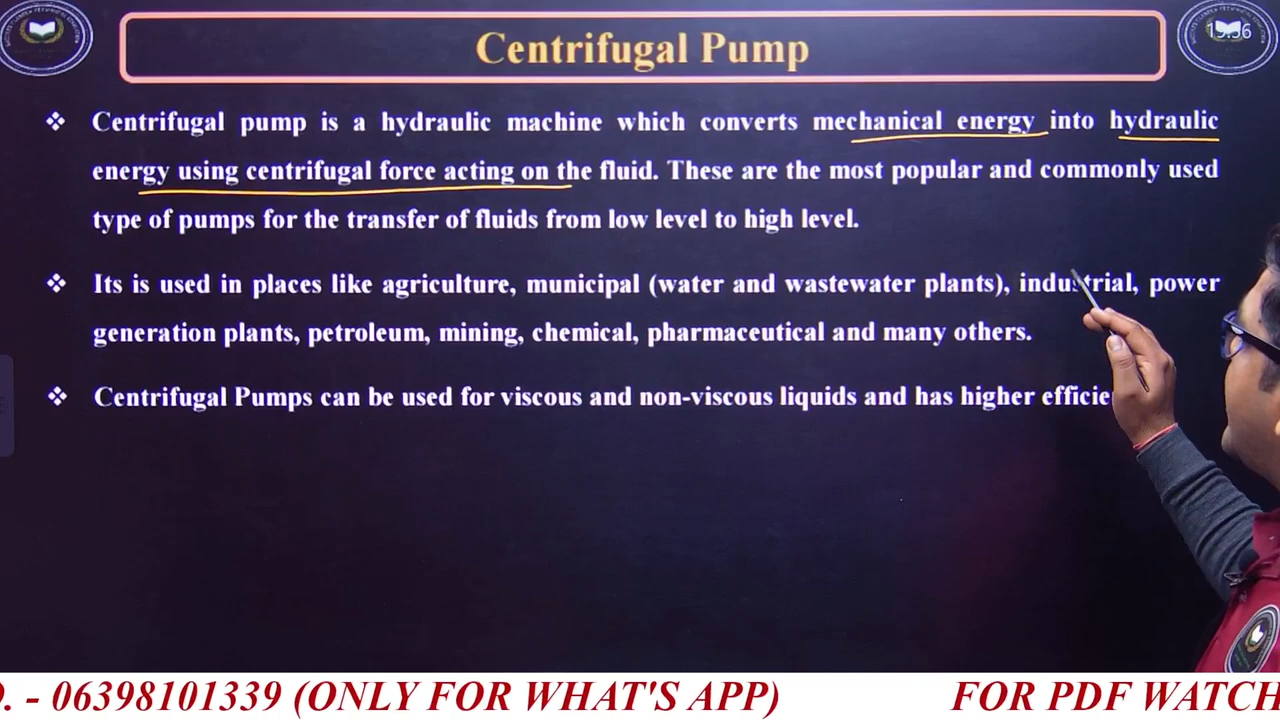 Centrifugal Pump
❖ Centrifugal pump is a hydraulic machine which converts mechanical energy into hydraulic
energy using centrifugal force acting on the fluid. These are the most popular and commonly used
type of pumps for the transfer of fluids from low level to high level.
❖ Its is used in places like agriculture, municipal (water and wastewater plants), industrial, power
generation plants, petroleum, mining, chemical, pharmaceutical and many others.
❖ Centrifugal Pumps can be used for viscous and non-viscous liquids and has higher efficie
. - 06398101339 (ONLY FOR WHAT'S APP) FOR PDF WATCH